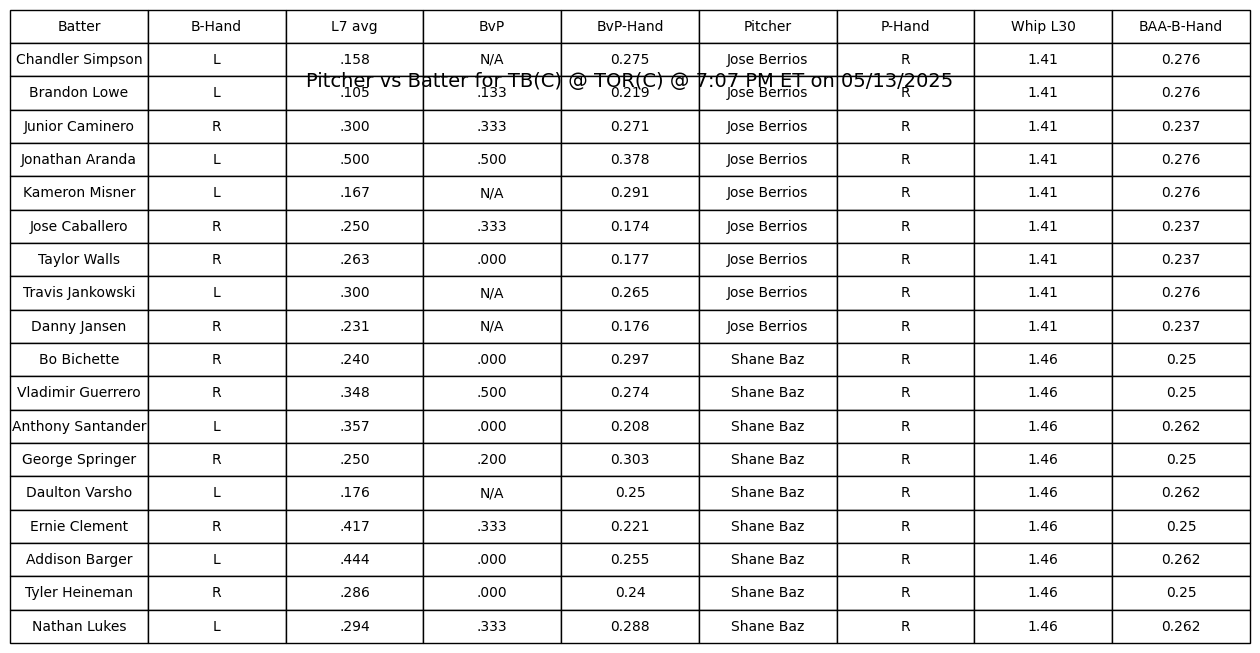 Batter B-Hand L7 avg BvP BvP-Hand Pitcher P-Hand Whip L30 BAA-B-Hand
Chandler Simpson L .158 N/A 0.275 Jose Berrios R 1.41 0.276
Pitcher vs Batter for TB(C) @ TOR(C) @ 7:07 PM ET on 05/13/2025
Brandon Lowe L .105 .133 0.219 Jose Berrios R 1.41 0.276
Junior Caminero R .300 .333 0.271 Jose Berrios R 1.41 0.237
Jonathan Aranda L .500 .500 0.378 Jose Berrios R 1.41 0.276
Kameron Misner L .167 N/A 0.291 Jose Berrios R 1.41 0.276
Jose Caballero R .250 .333 0.174 Jose Berrios R 1.41 0.237
Taylor Walls R .263 .000 0.177 Jose Berrios R 1.41 0.237
Travis Jankowski L .300 N/A 0.265 Jose Berrios R 1.41 0.276
Danny Jansen R .231 N/A 0.176 Jose Berrios R 1.41 0.237
Bo Bichette R .240 .000 0.297 Shane Baz R 1.46 0.25
Vladimir Guerrero R .348 .500 0.274 Shane Baz R 1.46 0.25
Anthony Santander L .357 .000 0.208 Shane Baz R 1.46 0.262
George Springer R .250 .200 0.303 Shane Baz R 1.46 0.25
Daulton Varsho L .176 N/A 0.25 Shane Baz R 1.46 0.262
Ernie Clement R .417 .333 0.221 Shane Baz R 1.46 0.25
Addison Barger L .444 .000 0.255 Shane Baz R 1.46 0.262
Tyler Heineman R .286 .000 0.24 Shane Baz R 1.46 0.25
Nathan Lukes L .294 .333 0.288 Shane Baz R 1.46 0.262